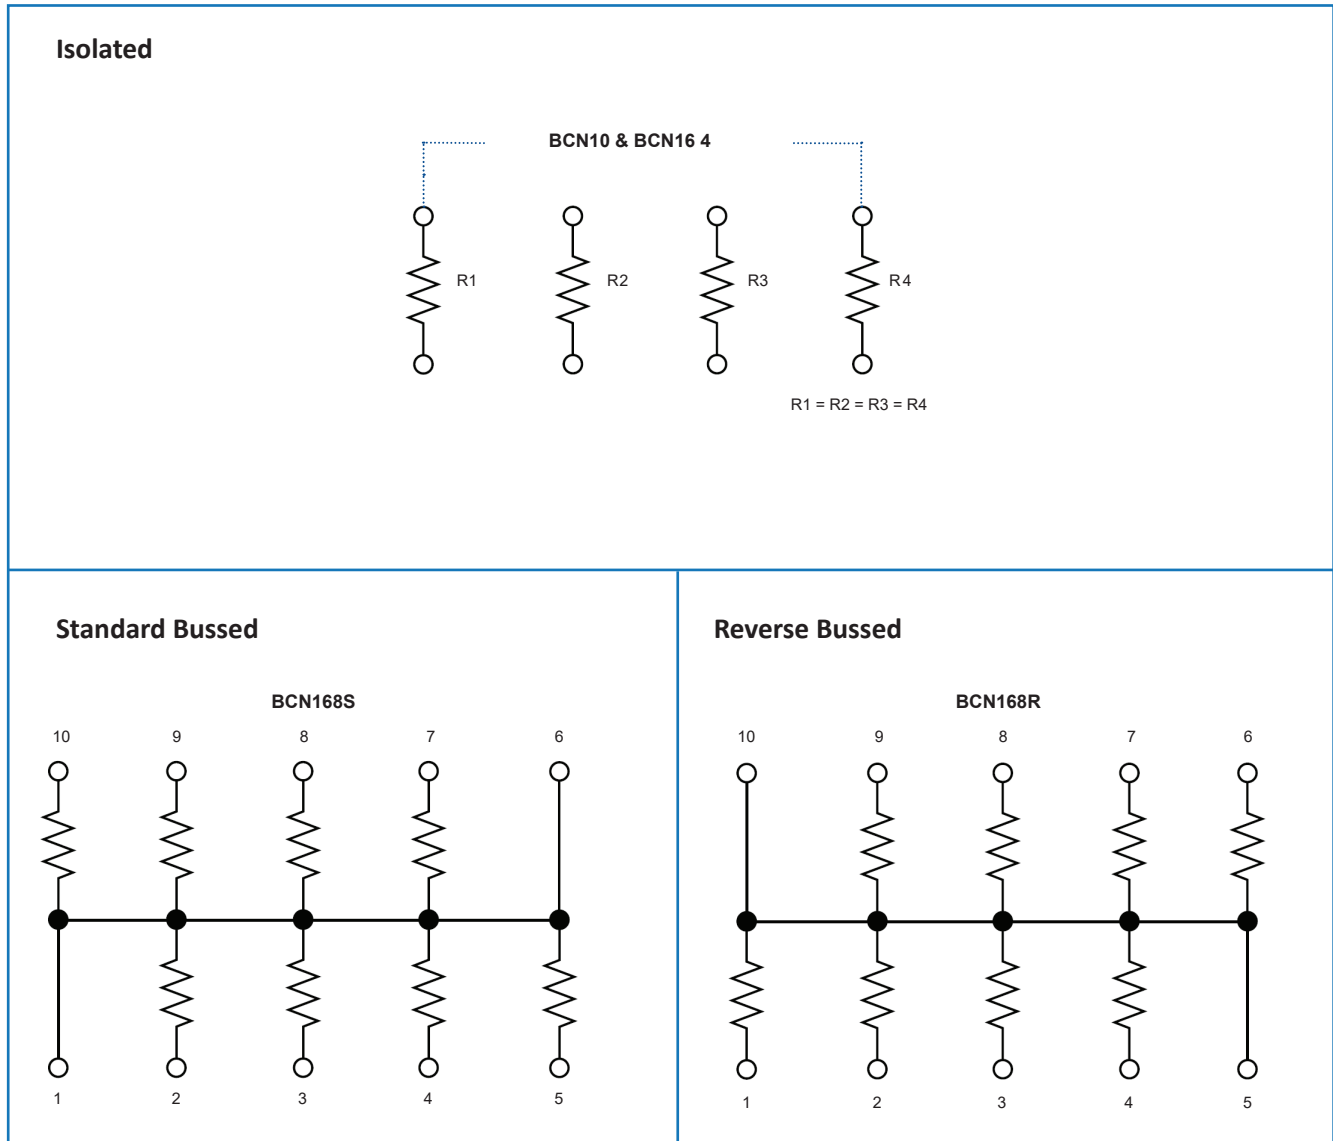 Isolated
BCN10 & BCN16 4
R1 R2 R3 R4
R1 = R2 = R3 = R4
Standard Bussed
BCN168S
10 9 8 7 6
1 2 3 4 5
Reverse Bussed
BCN168R
10 9 8 7 6
1 2 3 4 5